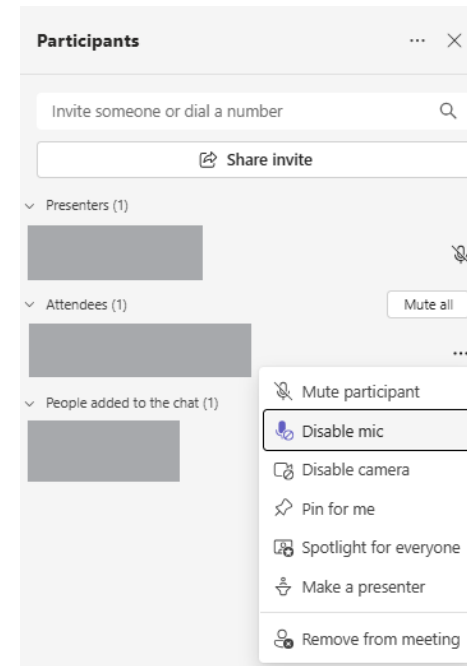 Participants
Invite someone or dial a number
Share invite
Presenters (1)
Attendees (1)
Mute all
People added to the chat (1)
Mute participant
Disable mic
Disable camera
Pin for me
Spotlight for everyone
Make a presenter
Remove from meeting